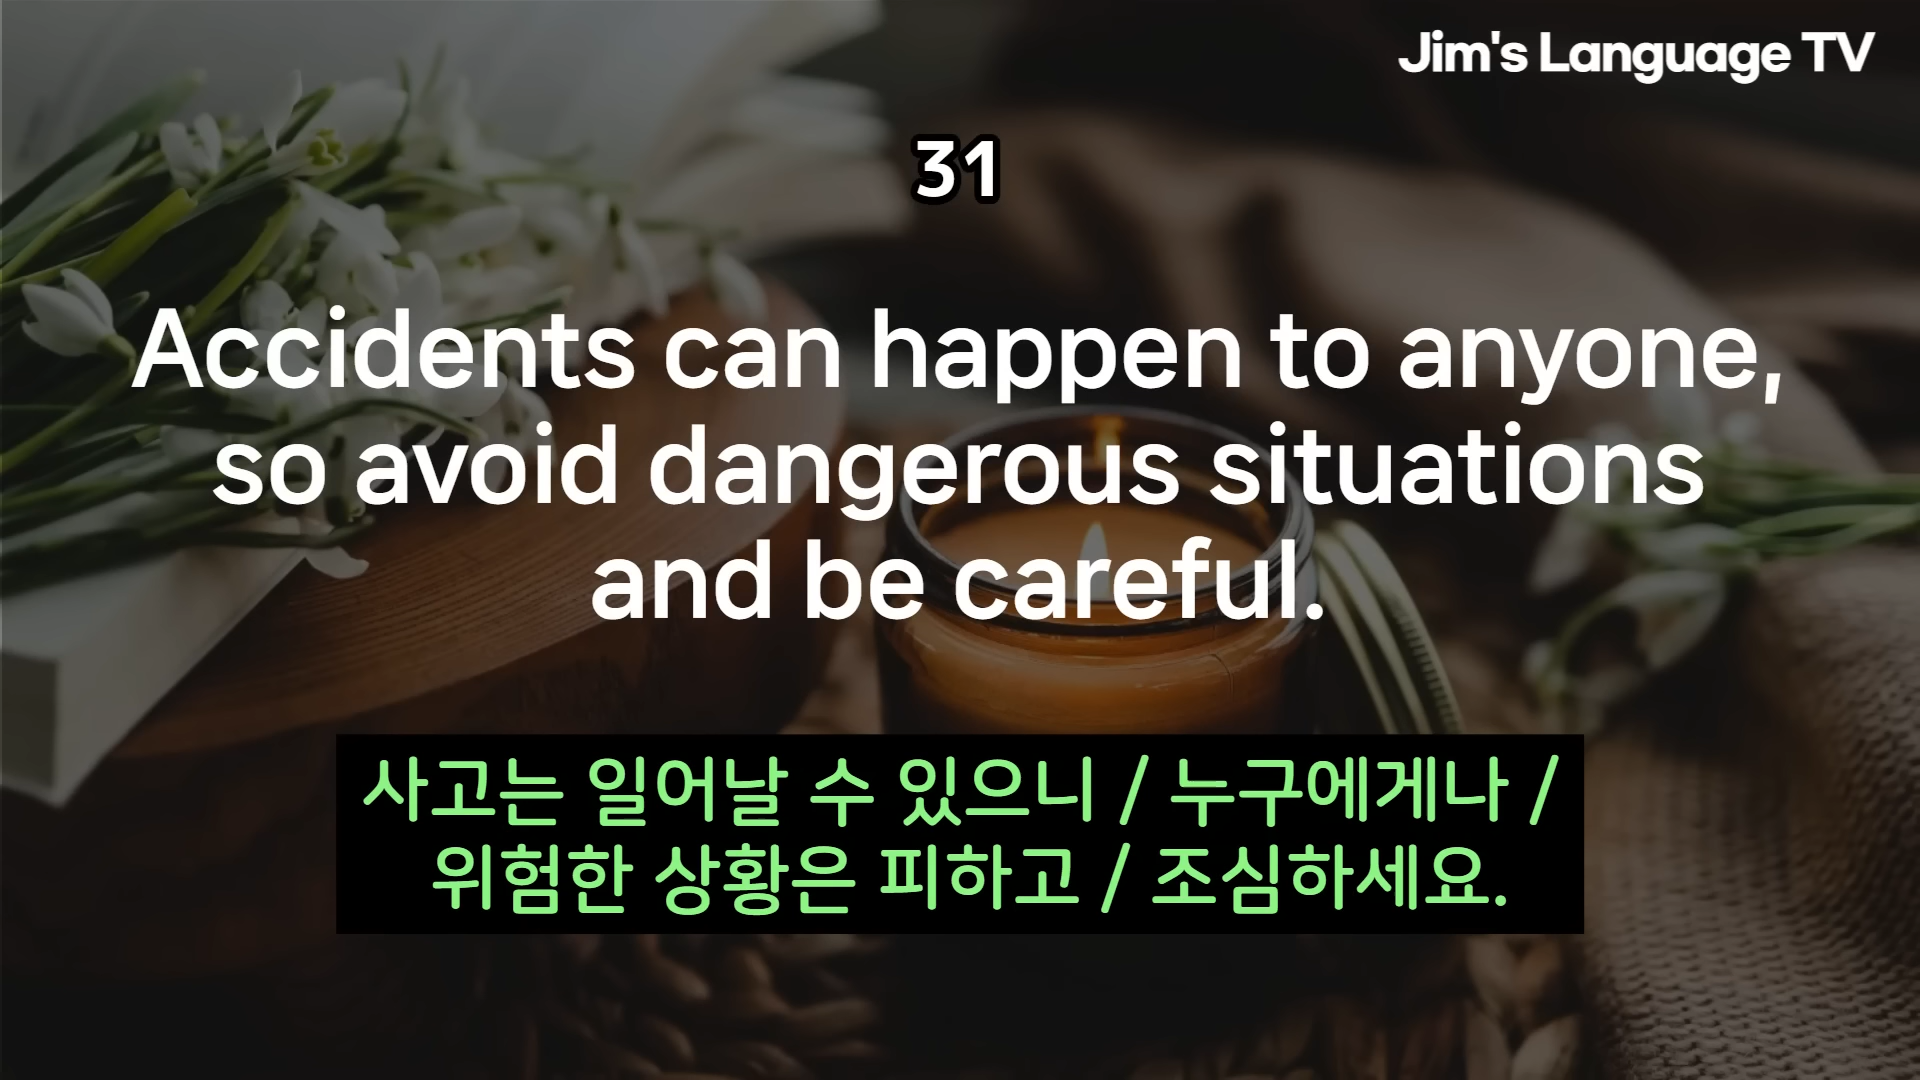 Jim's Language TV
31
Accidents can happen to anyone,
so avoid dangerous situations
and be careful.
사고는 일어날 수 있으니 / 누구에게나 /
위험한 상황은 피하고 / 조심하세요.